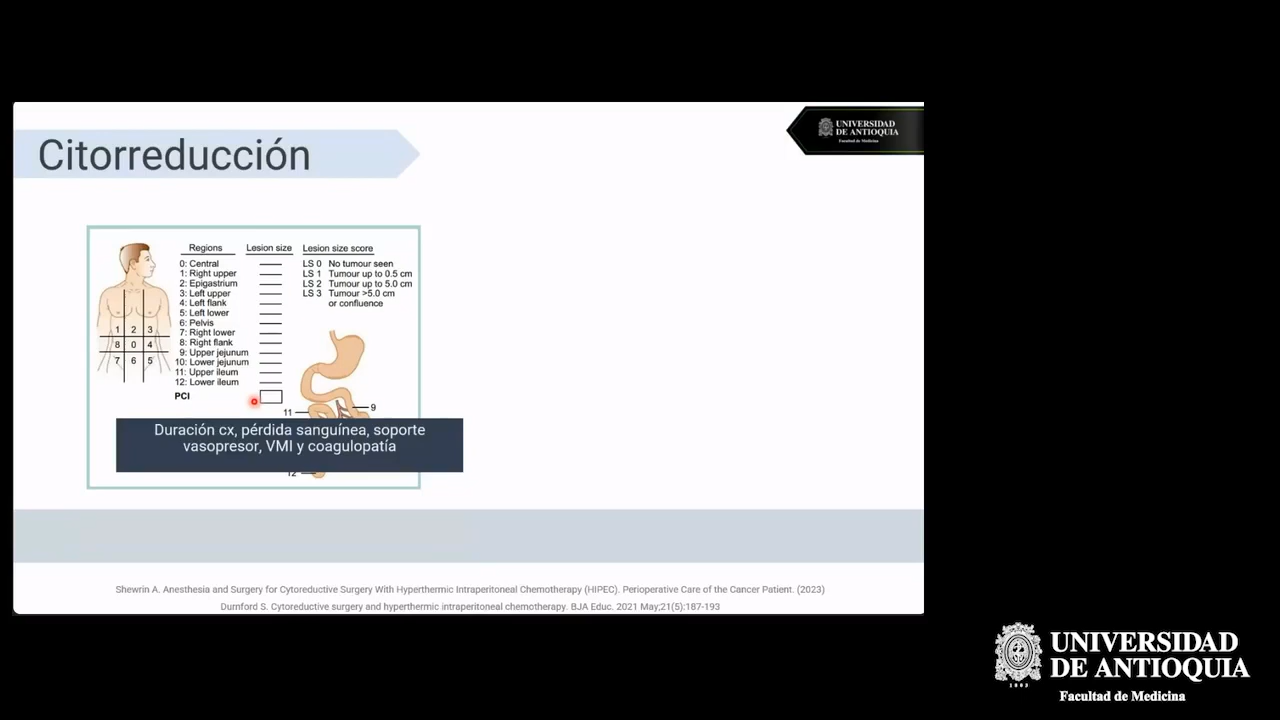 Citorreducción
UNIVERSIDAD
DE ANTIOQUIA
Facultad de Medicina
Regions Lesion size Lesion size score
0: Central LS 0 No tumour seen
1: Right upper LS 1 Tumour up to 0.5 cm
2: Epigastrium LS 2 Tumour up to 5.0 cm
3: Left upper LS 3 Tumour >5.0 cm
4: Left flank or confluence
5: Left lower
6: Pelvis
7: Right lower
8: Right flank
9: Upper jejunum
10: Lower jejunum
11: Upper ileum
12: Lower ileum
PCI
1 2 3
8 0 4
7 6 5
11 9
Duración cx, pérdida sanguínea, soporte
vasopresor, VMI y coagulopatía
12
Shewrin A. Anesthesia and Surgery for Cytoreductive Surgery With Hyperthermic Intraperitoneal Chemotherapy (HIPEC). Perioperative Care of the Cancer Patient. (2023)
Durnford S. Cytoreductive surgery and hyperthermic intraperitoneal chemotherapy. BJA Educ. 2021 May;21(5):187-193
UNIVERSIDAD
DE ANTIOQUIA
1803
Facultad de Medicina